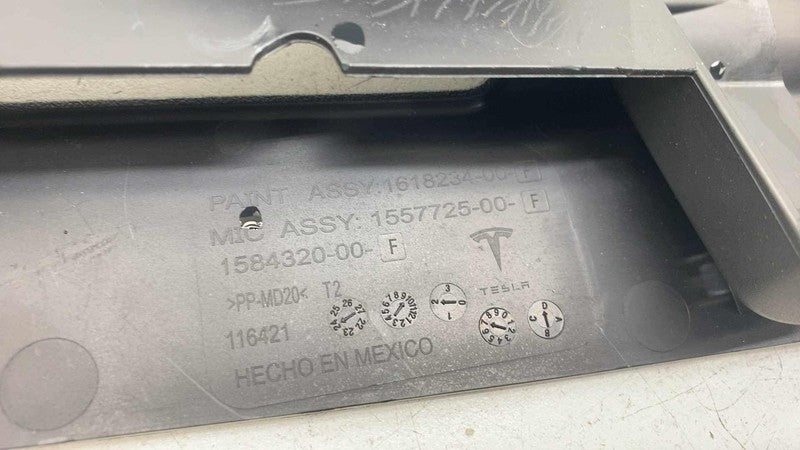 PAINT ASSY:1618234-00- F
MIC ASSY: 1557725-00- F
1584320-00- F
TESLA
>PP-MD20< T2
116421
HECHO EN MEXICO